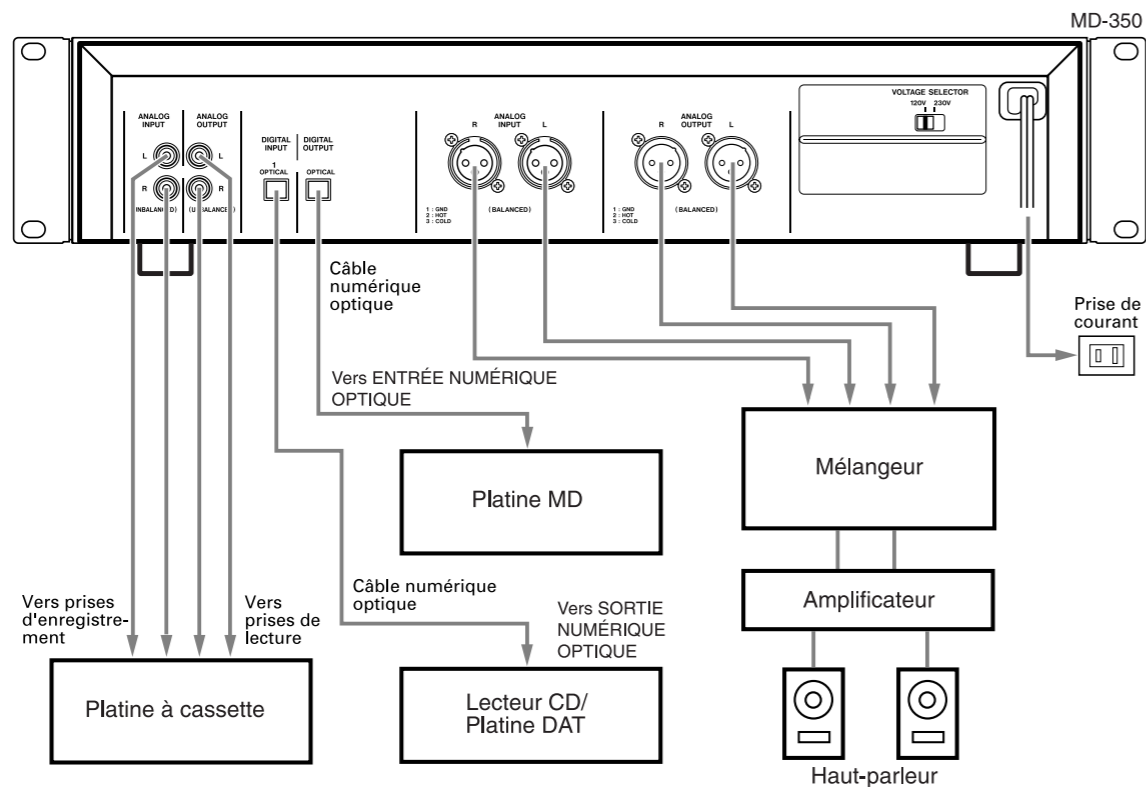 MD-350
VOLTAGE SELECTOR
120V 230V
ANALOG
INPUT
ANALOG
OUTPUT
L
L
R
R
(UNBALANCED)
(UNBALANCED)
DIGITAL
INPUT
DIGITAL
OUTPUT
1
OPTICAL
OPTICAL
ANALOG
INPUT
R
L
1 : GND
2 : HOT
3 : COLD
(BALANCED)
ANALOG
OUTPUT
R
L
1 : GND
2 : HOT
3 : COLD
(BALANCED)
Câble
numérique
optique
Prise de
courant
Vers ENTRÉE NUMÉRIQUE
OPTIQUE
Platine MD
Mélangeur
Câble numérique
optique
Amplificateur
Vers prises
d'enregistre-
ment
Vers
prises de
lecture
Vers SORTIE
NUMÉRIQUE
OPTIQUE
Platine à cassette
Lecteur CD/
Platine DAT
Haut-parleur